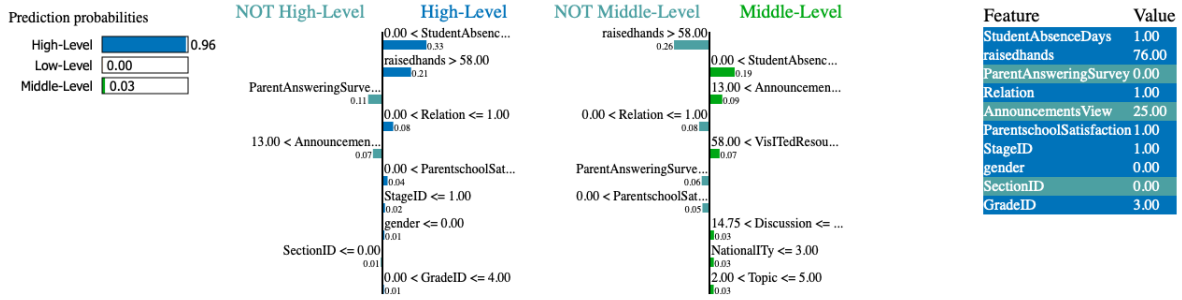 Prediction probabilities
High-Level 0.96
Low-Level 0.00
Middle-Level 0.03
NOT High-Level High-Level
0.00 < StudentAbsenc...
0.33
raisedhands > 58.00
0.21
ParentAnsweringSurve...
0.11
0.00 < Relation <= 1.00
0.08
13.00 < Announcemen...
0.07
0.00 < ParentschoolSat...
0.04
StageID <= 1.00
0.02
gender <= 0.00
0.01
SectionID <= 0.00
0.01
0.00 < GradeID <= 4.00
0.01
NOT Middle-Level Middle-Level
raisedhands > 58.00
0.26
0.00 < StudentAbsenc...
0.19
13.00 < Announcemen...
0.09
0.00 < Relation <= 1.00
0.08
58.00 < VisITedResou...
0.07
ParentAnsweringSurve...
0.06
0.00 < ParentschoolSat...
0.05
14.75 < Discussion <= ...
0.03
NationalITy <= 3.00
0.03
2.00 < Topic <= 5.00
0.03
Feature Value
StudentAbsenceDays 1.00
raisedhands 76.00
ParentAnsweringSurvey 0.00
Relation 1.00
AnnouncementsView 25.00
ParentschoolSatisfaction 1.00
StageID 1.00
gender 0.00
SectionID 0.00
GradeID 3.00